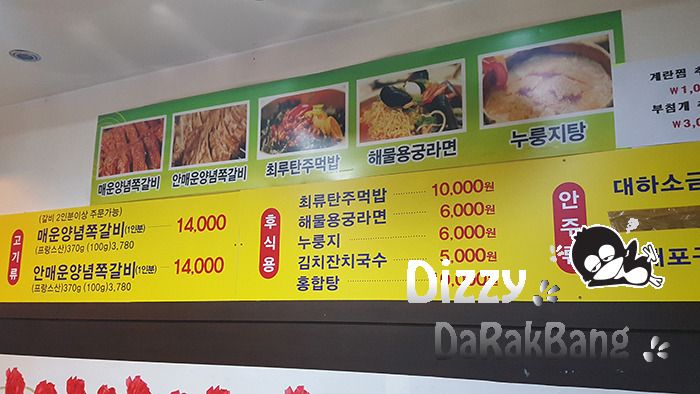 매운양념쪽갈비
안매운양념쪽갈비
최루탄주먹밥
해물용궁라면
누룽지탕
계란찜 추
₩1,0
부침개
₩3,0
고기류
(갈비 2인분이상 주문가능)
매운양념쪽갈비(1인분) 14,000
(프랑스산)370g (100g)3,780
안매운양념쪽갈비(1인분) 14,000
(프랑스산)370g (100g)3,780
후식용
최류탄주먹밥 10,000원
해물용궁라면 6,000원
누룽지 6,000원
김치잔치국수 5,000원
홍합탕 0,000원
안주
대하소금
Dizzy
DaRakBang